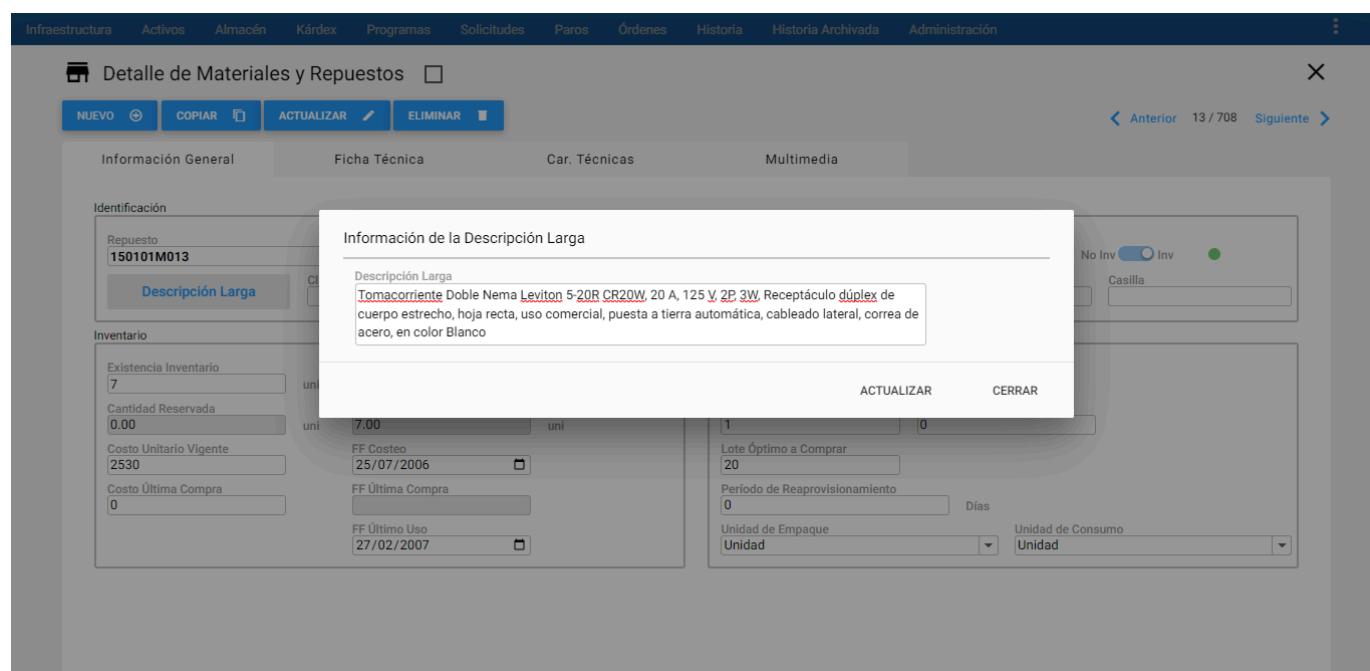 Infraestructura Activos Almacén Kárdex Programas Solicitudes Paros Órdenes Historia Historia Archivada Administración
Detalle de Materiales y Repuestos
NUEVO COPIAR ACTUALIZAR ELIMINAR
Anterior 13 / 708 Siguiente
Información General Ficha Técnica Car. Técnicas Multimedia
Identificación
Repuesto
150101M013
No Inv Inv
Descripción Larga
Casilla
Información de la Descripción Larga
Descripción Larga
Tomacorriente Doble Nema Leviton 5-20R CR20W, 20 A, 125 V, 2P, 3W, Receptáculo dúplex de
cuerpo estrecho, hoja recta, uso comercial, puesta a tierra automática, cableado lateral, correa de
acero, en color Blanco
ACTUALIZAR CERRAR
Inventario
Existencia Inventario
7
Cantidad Reservada
0.00 uni 7.00 uni 1 0
Costo Unitario Vigente FF Costeo Lote Óptimo a Comprar
2530 25/07/2006 20
Costo Última Compra FF Última Compra Período de Reaprovisionamiento
0 0 Días
FF Último Uso Unidad de Empaque Unidad de Consumo
27/02/2007 Unidad Unidad